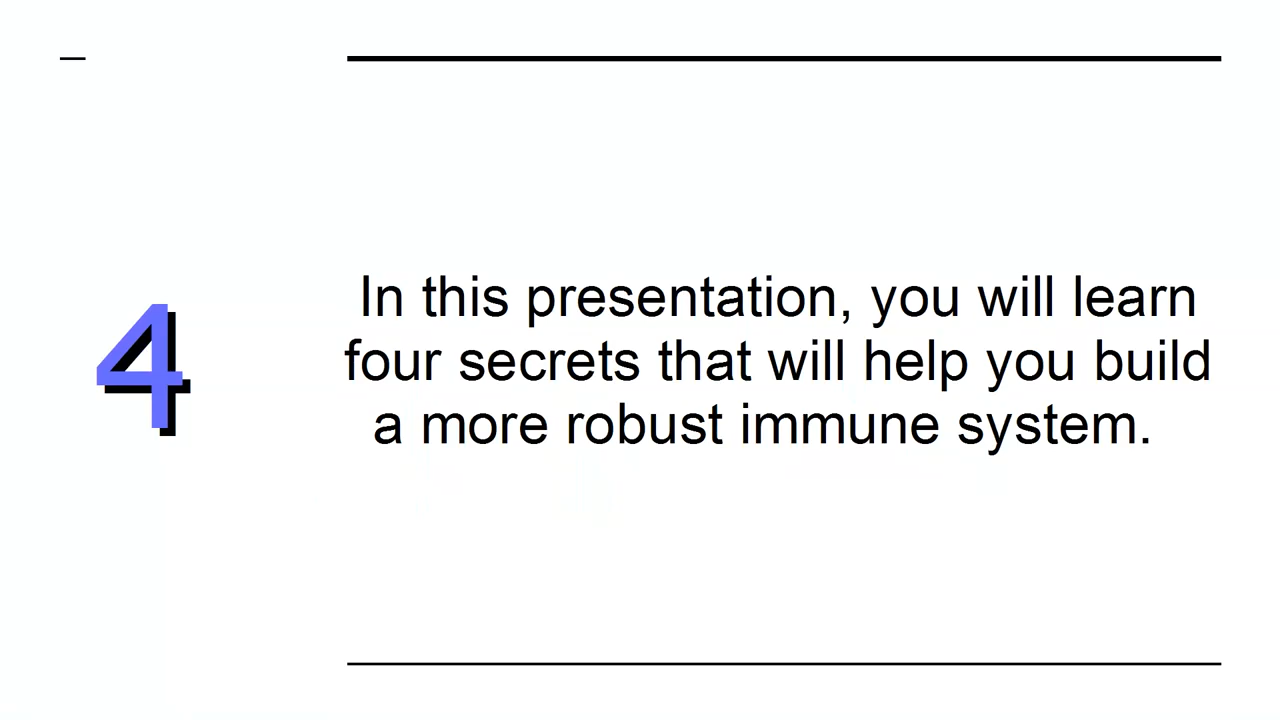 4
In this presentation, you will learn
four secrets that will help you build
a more robust immune system.